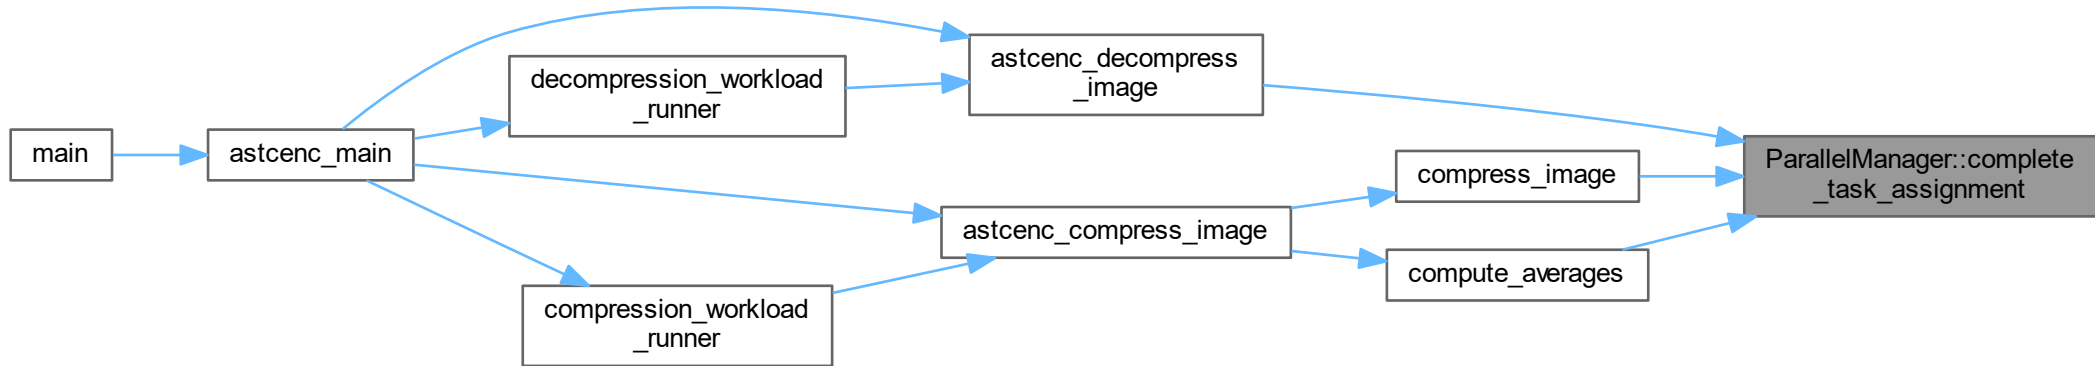 main
astcenc_main
decompression_workload
_runner
compression_workload
_runner
astcenc_decompress
_image
astcenc_compress_image
compress_image
compute_averages
ParallelManager::complete
_task_assignment